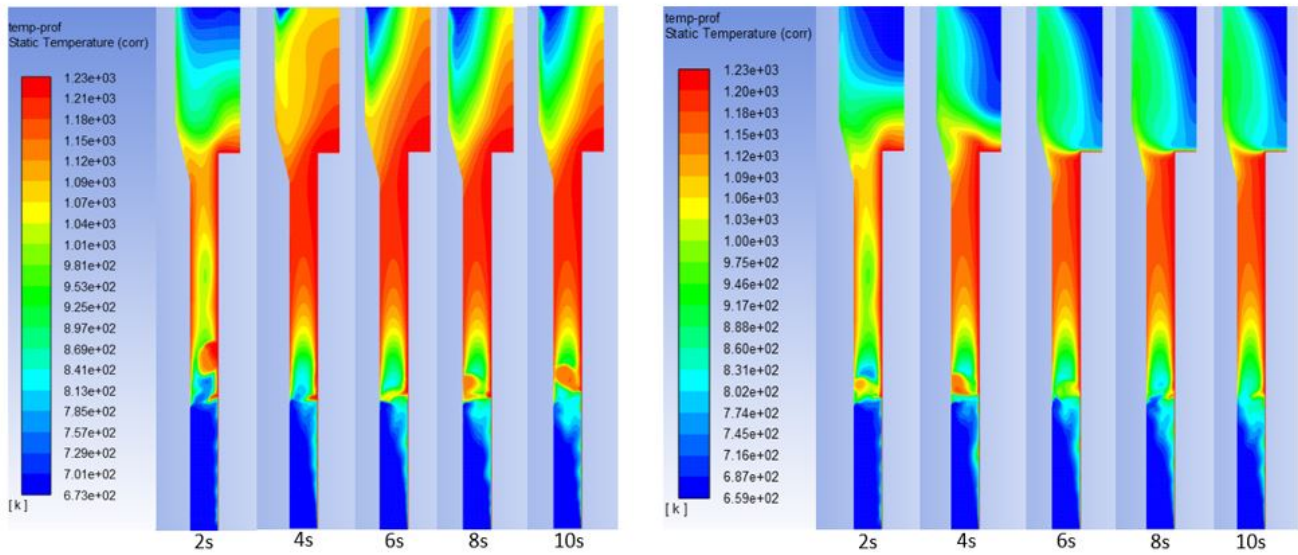 temp-prof
Static Temperature (corr)
1.23e+03
1.21e+03
1.18e+03
1.15e+03
1.12e+03
1.09e+03
1.07e+03
1.04e+03
1.01e+03
9.81e+02
9.53e+02
9.25e+02
8.97e+02
8.69e+02
8.41e+02
8.13e+02
7.85e+02
7.57e+02
7.29e+02
7.01e+02
6.73e+02
[ k ]
2s 4s 6s 8s 10s
temp-prof
Static Temperature (corr)
1.23e+03
1.20e+03
1.18e+03
1.15e+03
1.12e+03
1.09e+03
1.06e+03
1.03e+03
1.00e+03
9.75e+02
9.46e+02
9.17e+02
8.88e+02
8.60e+02
8.31e+02
8.02e+02
7.74e+02
7.45e+02
7.16e+02
6.87e+02
6.59e+02
[ k ]
2s 4s 6s 8s 10s